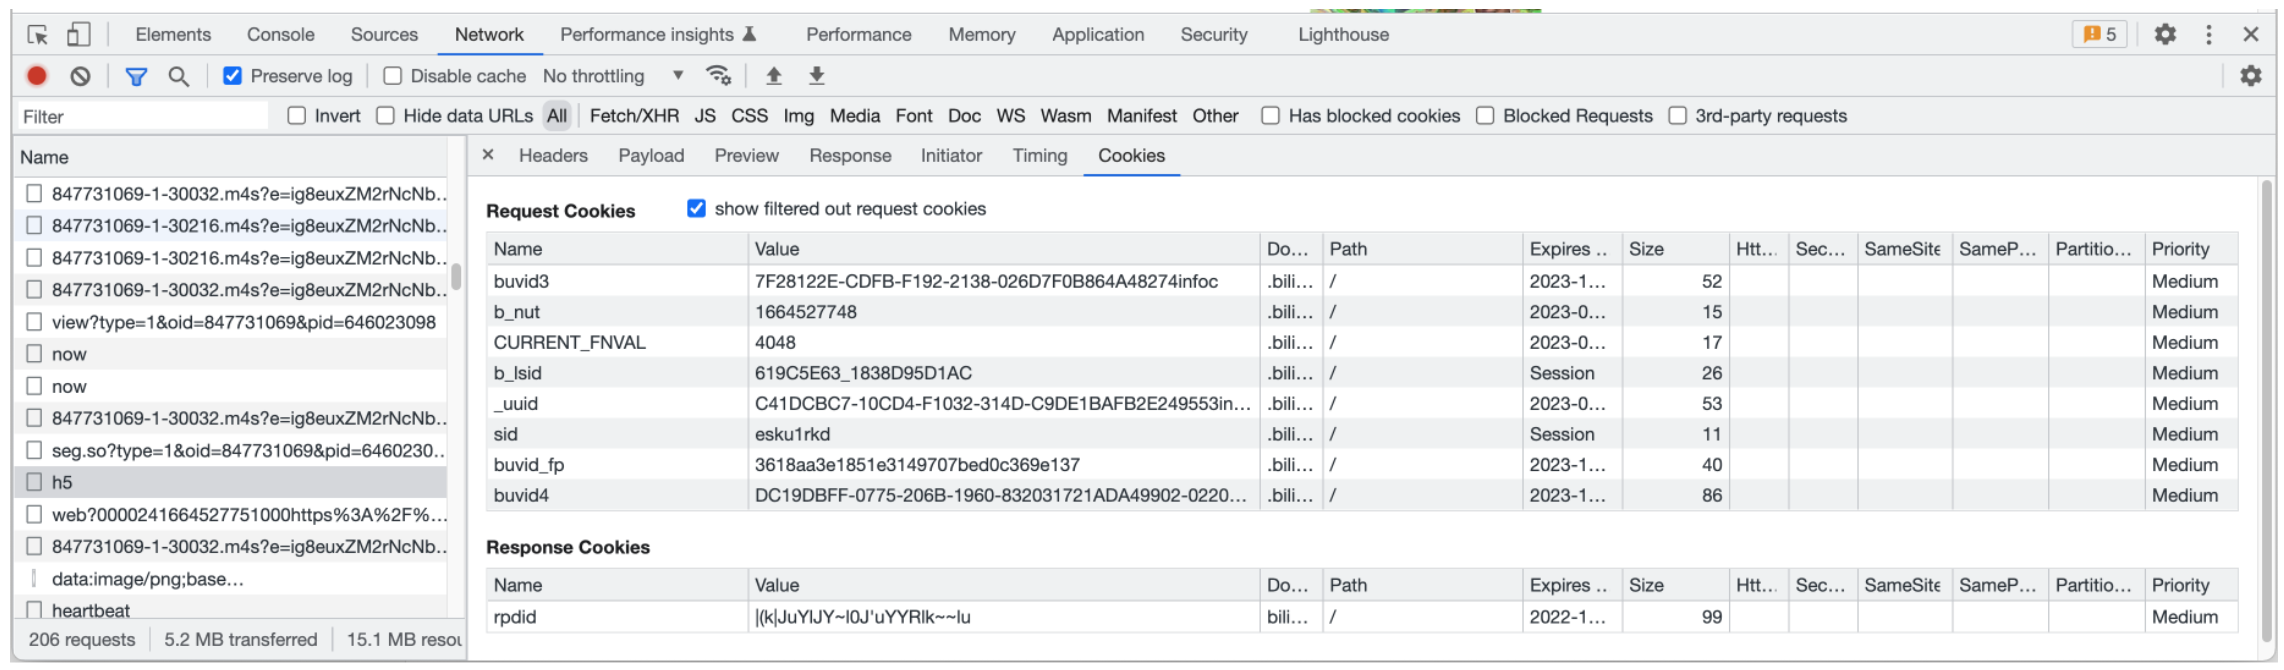 Elements Console Sources Network Performance insights Performance Memory Application Security Lighthouse 5
Preserve log Disable cache No throttling
Filter Invert Hide data URLs All Fetch/XHR JS CSS Img Media Font Doc WS Wasm Manifest Other Has blocked cookies Blocked Requests 3rd-party requests
Name
847731069-1-30032.m4s?e=ig8euxZM2rNcNb..
847731069-1-30216.m4s?e=ig8euxZM2rNcNb..
847731069-1-30216.m4s?e=ig8euxZM2rNcNb..
847731069-1-30032.m4s?e=ig8euxZM2rNcNb..
view?type=1&oid=847731069&pid=646023098
now
now
847731069-1-30032.m4s?e=ig8euxZM2rNcNb..
seg.so?type=1&oid=847731069&pid=6460230..
h5
web?0000241664527751000https%3A%2F%...
847731069-1-30032.m4s?e=ig8euxZM2rNcNb..
data:image/png;base...
heartbeat
206 requests 5.2 MB transferred 15.1 MB resou
× Headers Payload Preview Response Initiator Timing Cookies
Request Cookies show filtered out request cookies
Name Value Do... Path Expires .. Size Htt... Sec... SameSite SameP... Partitio... Priority
buvid3 7F28122E-CDFB-F192-2138-026D7F0B864A48274infoc .bili... / 2023-1... 52 Medium
b_nut 1664527748 .bili... / 2023-0... 15 Medium
CURRENT_FNVAL 4048 .bili... / 2023-0... 17 Medium
b_lsid 619C5E63_1838D95D1AC .bili... / Session 26 Medium
_uuid C41DCBC7-10CD4-F1032-314D-C9DE1BAFB2E249553in... .bili... / 2023-0... 53 Medium
sid esku1rkd .bili... / Session 11 Medium
buvid_fp 3618aa3e1851e3149707bed0c369e137 .bili... / 2023-1... 40 Medium
buvid4 DC19DBFF-0775-206B-1960-832031721ADA49902-0220... .bili... / 2023-1... 86 Medium
Response Cookies
Name Value Do... Path Expires .. Size Htt... Sec... SameSite SameP... Partitio... Priority
rpdid |(k|JuYlJY~l0J'uYYRlk~~lu bili... / 2022-1... 99 Medium